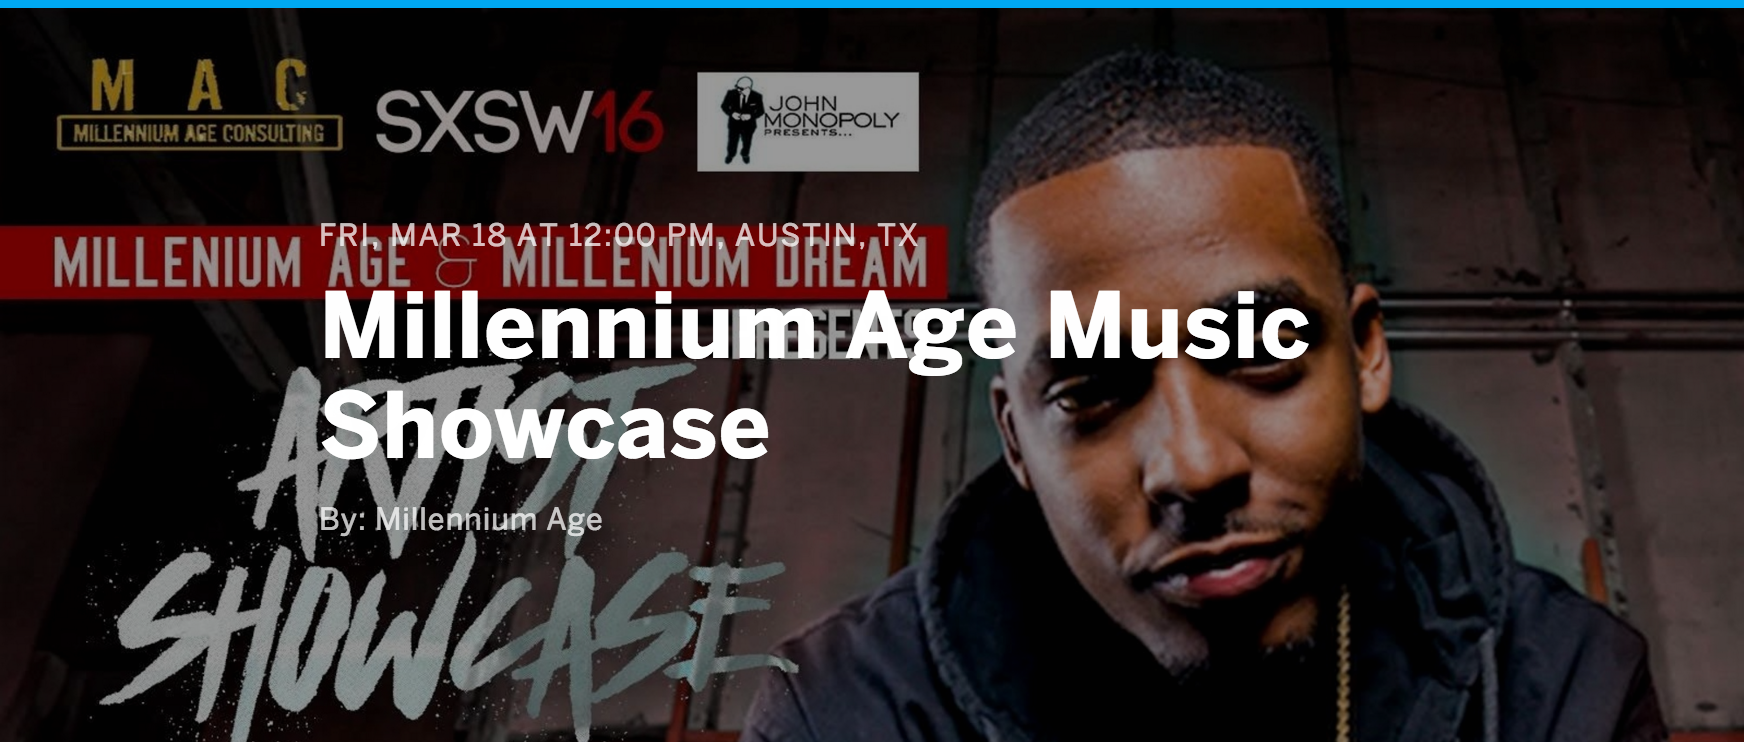 M A C
MILLENNIUM AGE CONSULTING
SXSW16
JOHN
MONOPOLY
PRESENTS...
FRI, MAR 18 AT 12:00 PM, AUSTIN, TX
MILLENIUM AGE & MILLENIUM DREAM
PRESENTS
Millennium Age Music
Showcase
ARTIST
By: Millennium Age
SHOWCASE